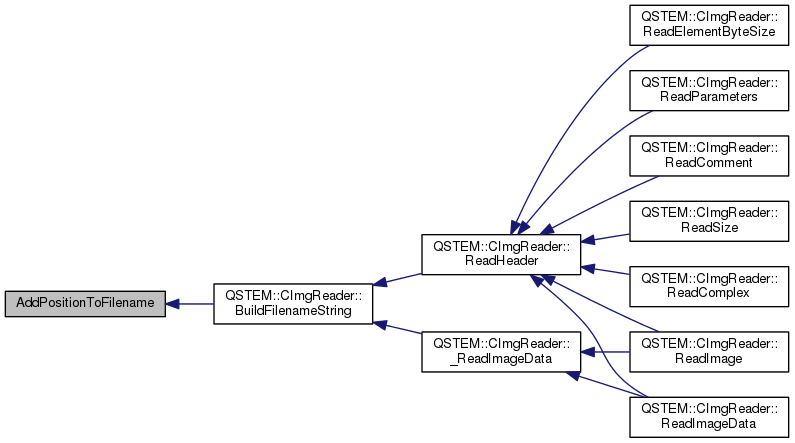 QSTEM::CImgReader::
ReadElementByteSize
QSTEM::CImgReader::
ReadParameters
QSTEM::CImgReader::
ReadComment
QSTEM::CImgReader::
ReadSize
QSTEM::CImgReader::
ReadHeader
QSTEM::CImgReader::
ReadComplex
AddPositionToFilename
QSTEM::CImgReader::
BuildFilenameString
QSTEM::CImgReader::
_ReadImageData
QSTEM::CImgReader::
ReadImage
QSTEM::CImgReader::
ReadImageData